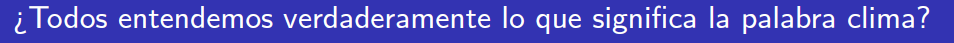 ¿Todos entendemos verdaderamente lo que significa la palabra clima?